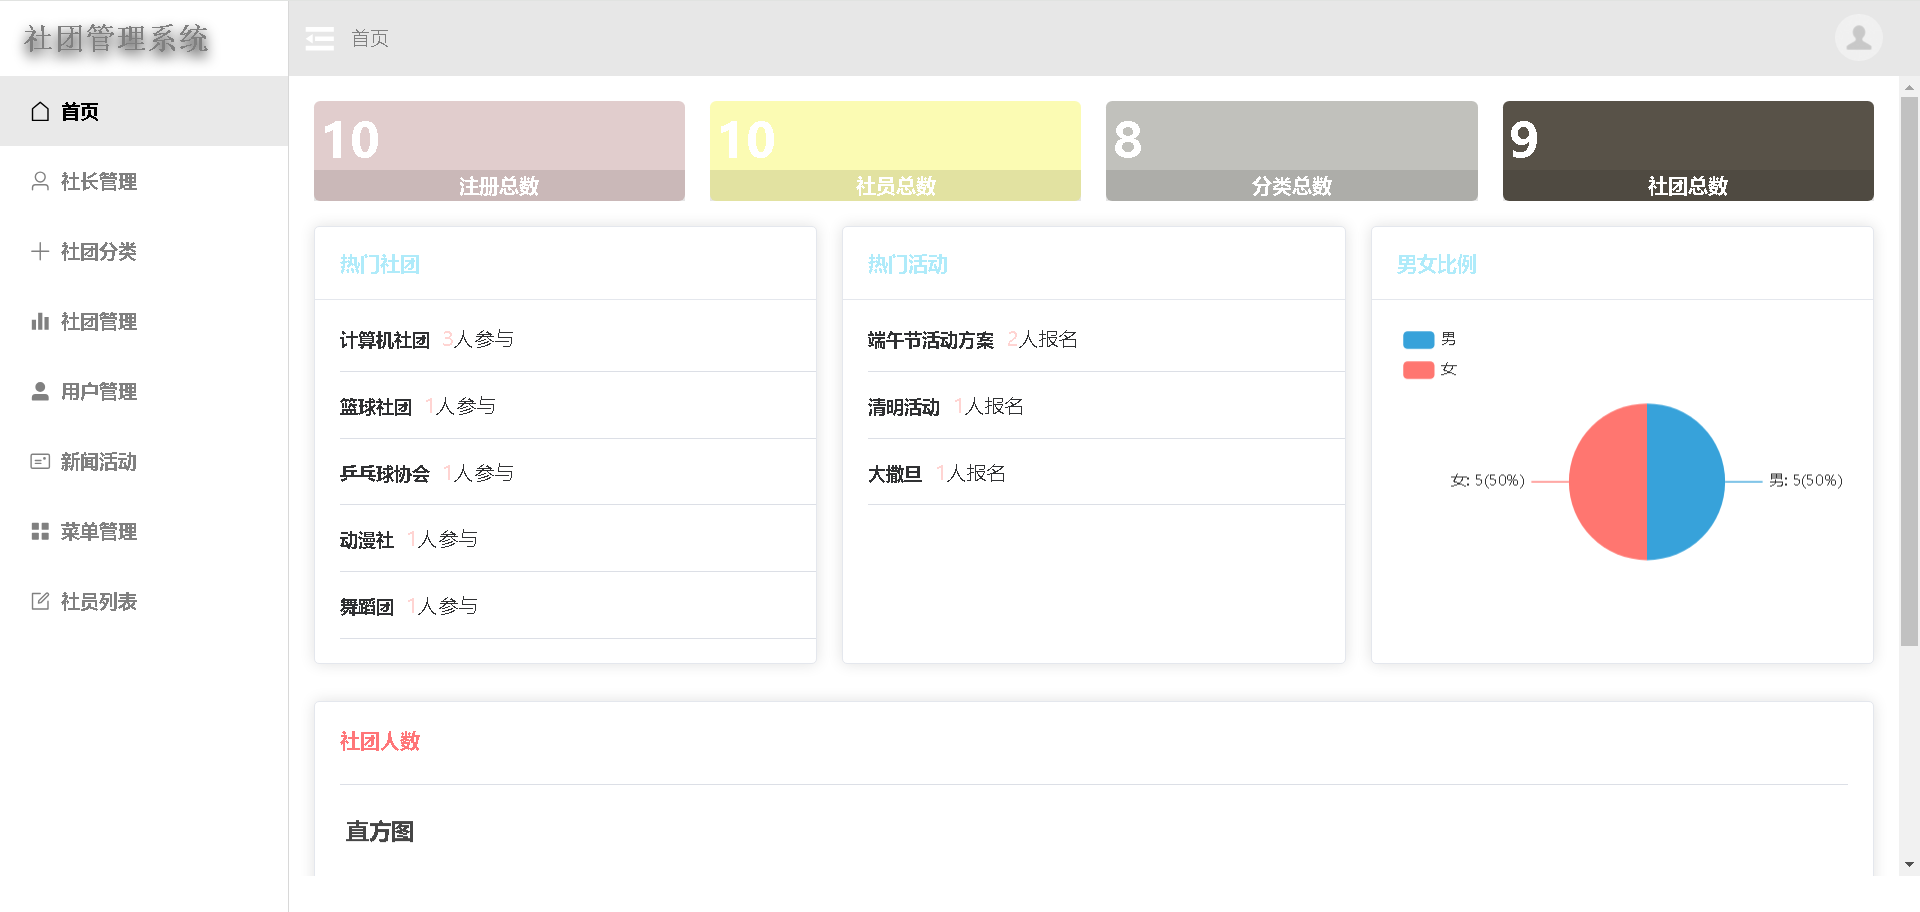 社团管理系统
首页
首页
社长管理
社团分类
社团管理
用户管理
新闻活动
菜单管理
社员列表
10
注册总数
10
社员总数
8
分类总数
9
社团总数
热门社团
计算机社团 3人参与
篮球社团 1人参与
乒乓球协会 1人参与
动漫社 1人参与
舞蹈团 1人参与
热门活动
端午节活动方案 2人报名
清明活动 1人报名
大撒旦 1人报名
男女比例
男
女
女: 5(50%)
男: 5(50%)
社团人数
直方图